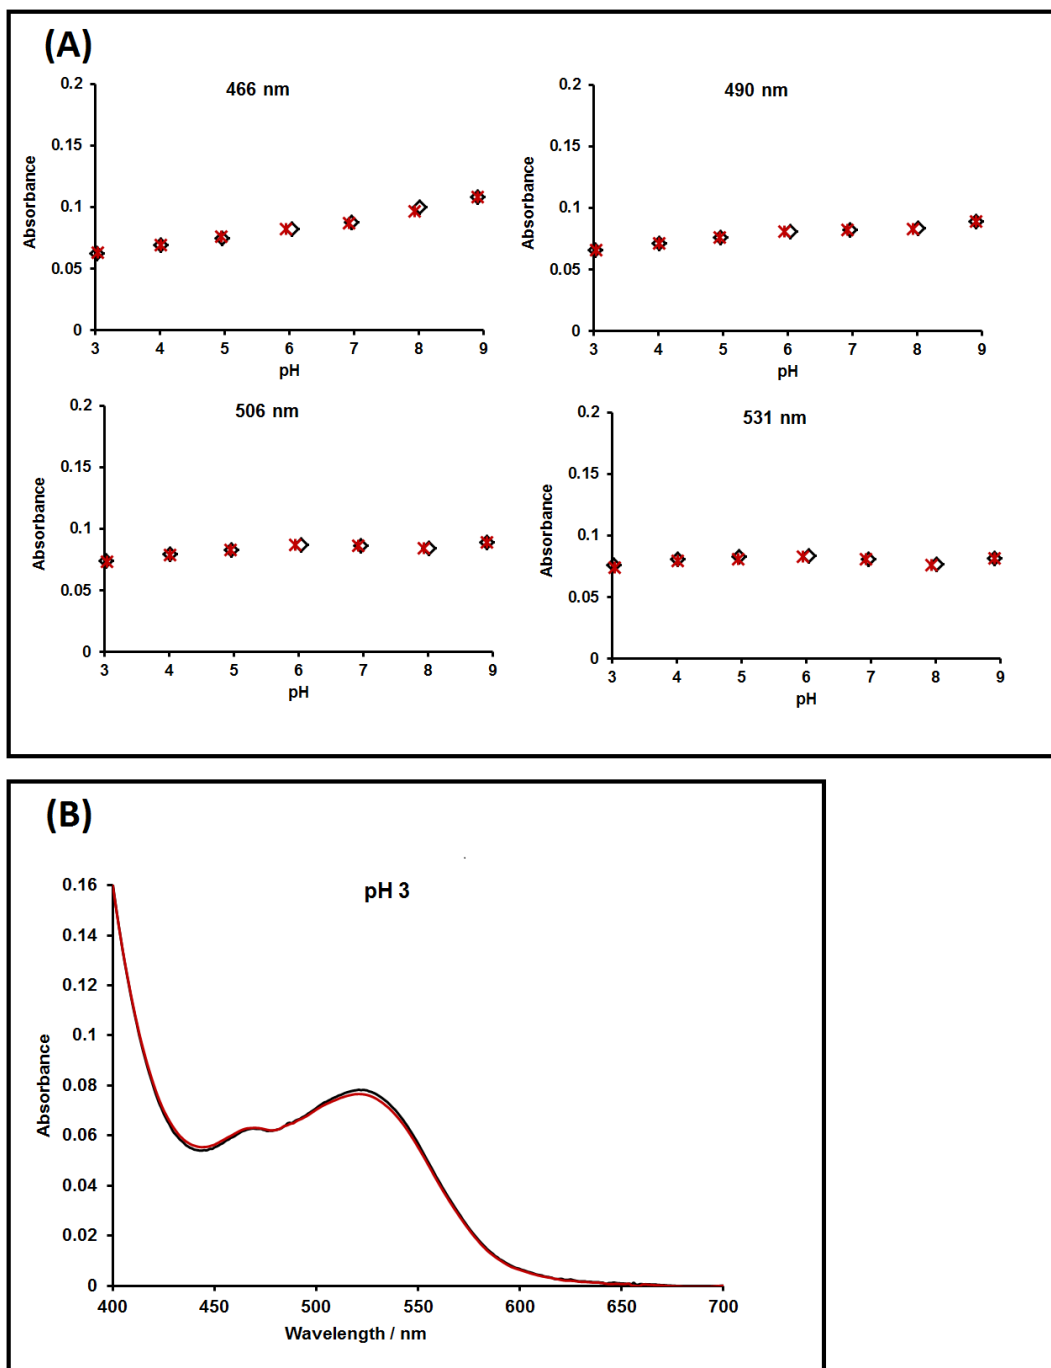 (A)
466 nm
0.2
0.15
0.1
0.05
0
Absorbance
3 4 5 6 7 8 9
pH
490 nm
0.2
0.15
0.1
0.05
0
Absorbance
3 4 5 6 7 8 9
pH
506 nm
0.2
0.15
0.1
0.05
0
Absorbance
3 4 5 6 7 8 9
pH
531 nm
0.2
0.15
0.1
0.05
0
Absorbance
3 4 5 6 7 8 9
pH
(B)
pH 3
0.16
0.14
0.12
0.1
0.08
0.06
0.04
0.02
0
Absorbance
400 450 500 550 600 650 700
Wavelength / nm